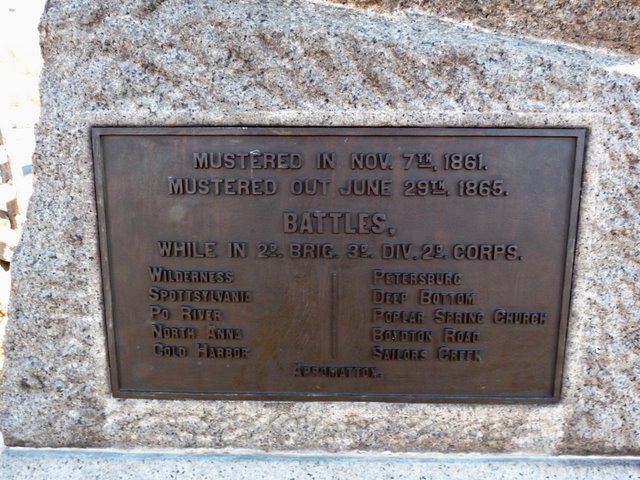 MUSTERED IN NOV. 7TH, 1861.
MUSTERED OUT JUNE 29TH, 1865.
BATTLES,
WHILE IN 2D. BRIG. 3D. DIV. 2D. CORPS.
WILDERNESS
SPOTTSYLVANIA
PO RIVER
NORTH ANNA
COLD HARBOR
PETERSBURG
DEEP BOTTOM
POPLAR SPRING CHURCH
BOYDTON ROAD
SAILORS CREEK
APPOMATTOX.